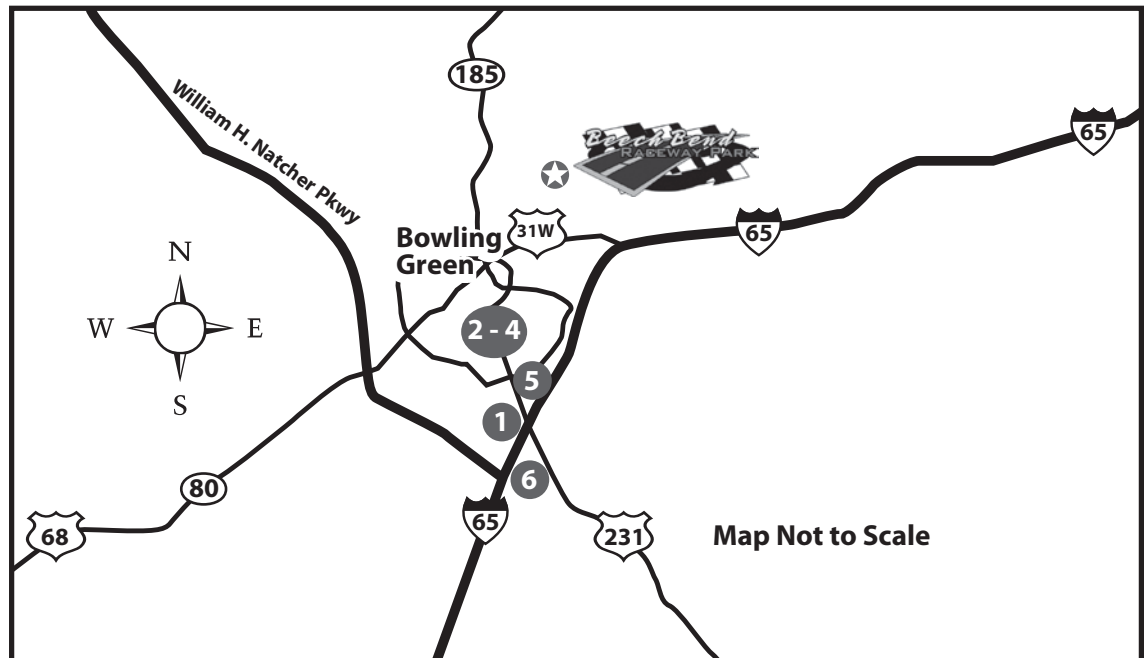 185
William H. Natcher Pkwy
Beech Bend
RACEWAY PARK
65
31W
65
Bowling
Green
N
W
E
S
2 - 4
5
1
6
80
68
65
231
Map Not to Scale